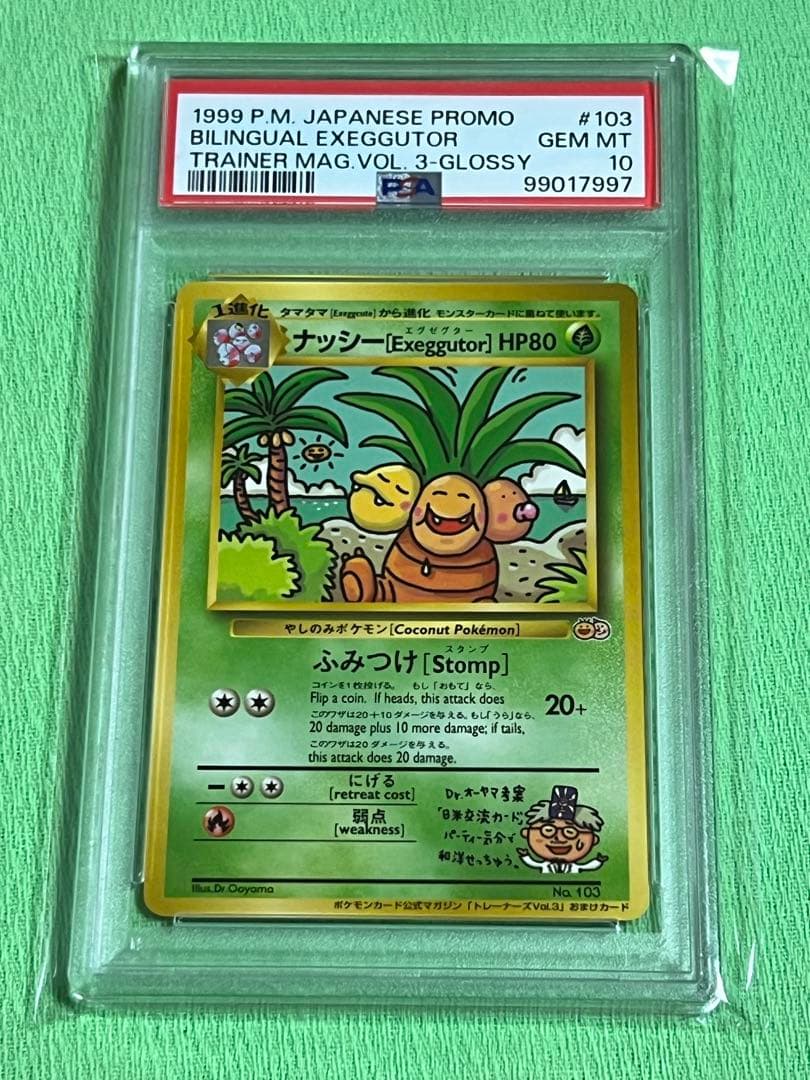 1999 P.M. JAPANESE PROMO #103
BILINGUAL EXEGGUTOR GEM MT
TRAINER MAG.VOL. 3-GLOSSY 10
PSA 99017997
1進化 タマタマ[Exeggcute]から進化 モンスターカードに重ねて使います。
エグゼグター
ナッシー[Exeggutor] HP80
やしのみポケモン[Coconut Pokémon]
スタンプ
ふみつけ[Stomp]
コインを1枚投げる。 もし「おもて」なら、
Flip a coin. If heads, this attack does
このワザは20+10ダメージを与える。もし「うら」なら、
20 damage plus 10 more damage; if tails,
このワザは20ダメージを与える。
this attack does 20 damage.
20+
にげる
[retreat cost]
弱点
[weakness]
Dr.オーヤマ考案
「日米交流カード」
パーティー気分で
和洋せっちゅう。
Illus.Dr.Ooyama No. 103
ポケモンカード公式マガジン「トレーナーズVol.3」おまけカード